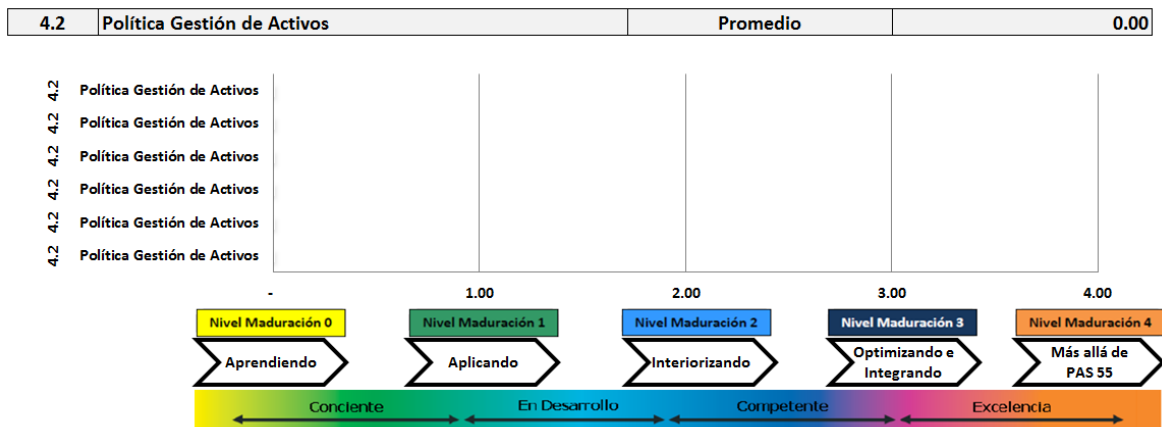 4.2 Política Gestión de Activos Promedio 0.00
4.2 Política Gestión de Activos
4.2 Política Gestión de Activos
4.2 Política Gestión de Activos
4.2 Política Gestión de Activos
4.2 Política Gestión de Activos
4.2 Política Gestión de Activos
- 1.00 2.00 3.00 4.00
Nivel Maduración 0 Nivel Maduración 1 Nivel Maduración 2 Nivel Maduración 3 Nivel Maduración 4
Aprendiendo
Aplicando
Interiorizando
Optimizando e
Integrando
Más allá de
PAS 55
Conciente En Desarrollo Competente Excelencia